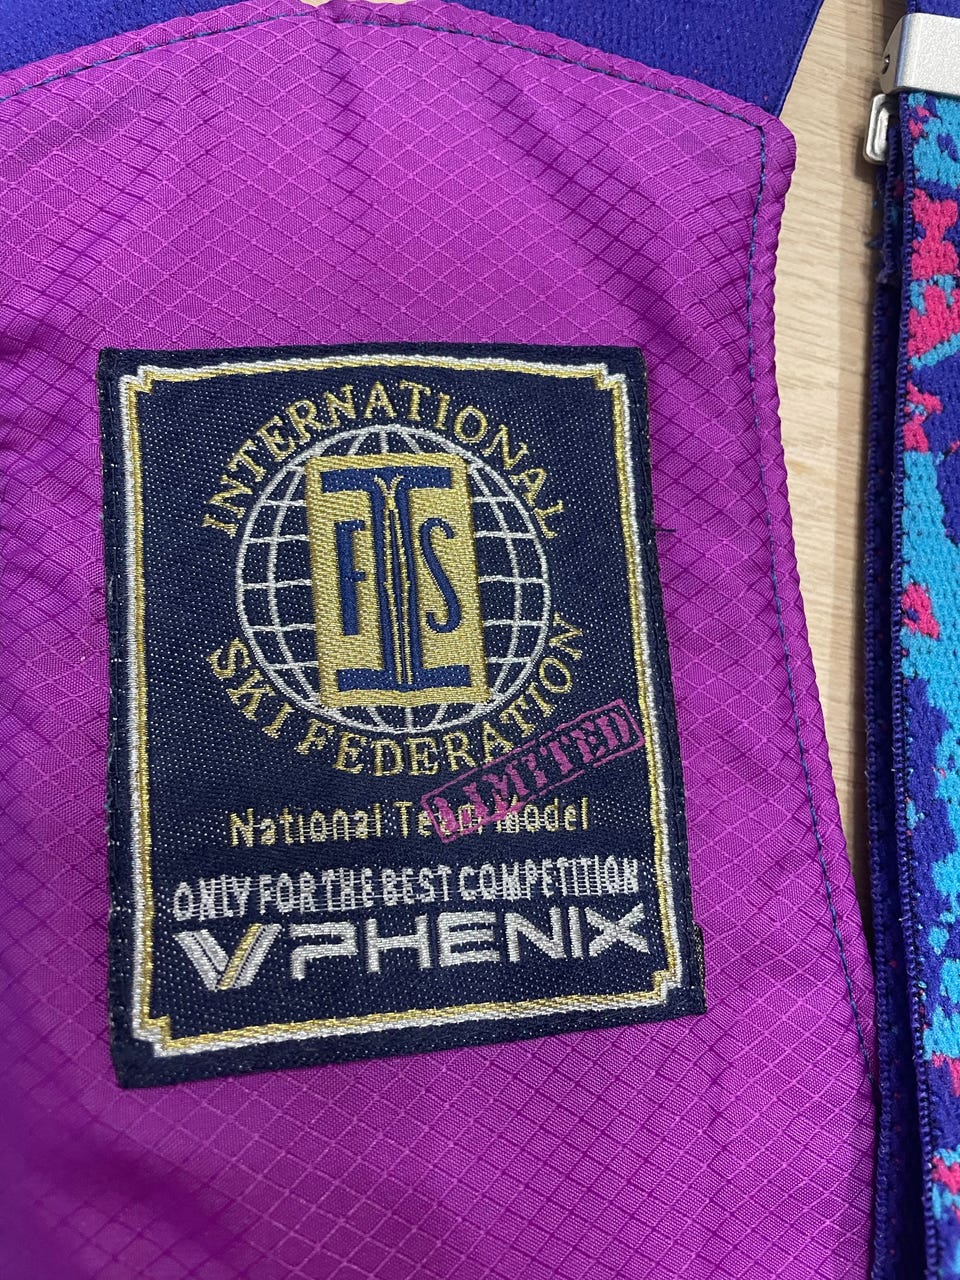 INTERNATIONAL
FIS
SKI FEDERATION
LIMITED
National Team Model
ONLY FOR THE BEST COMPETITION
PHENIX